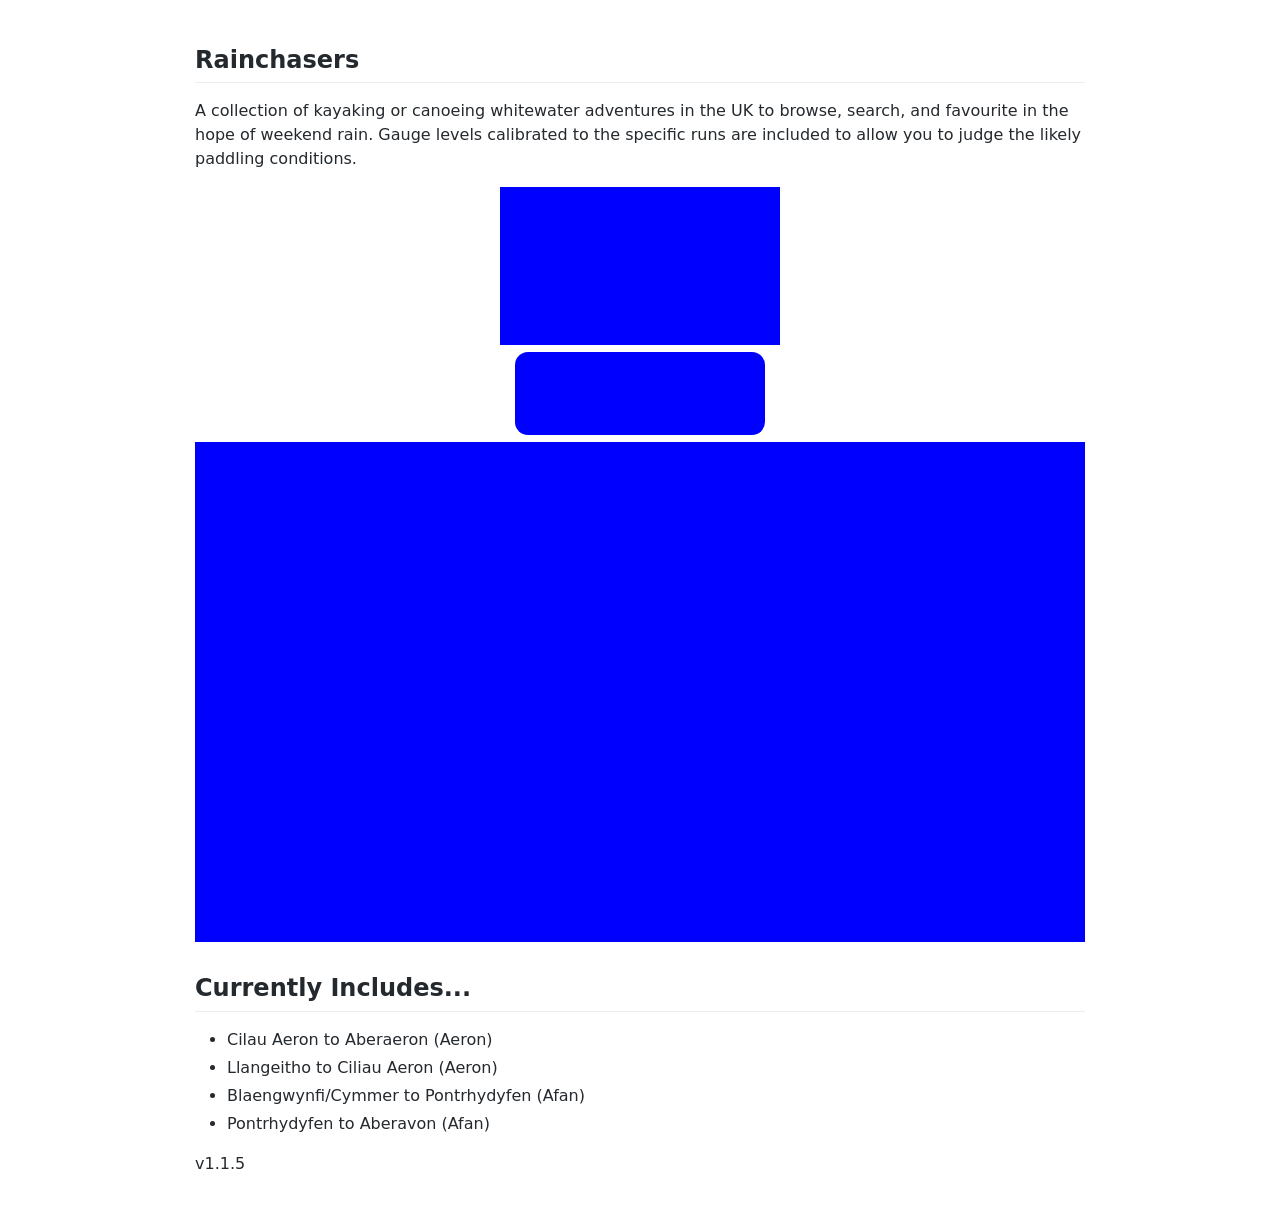 Rainchasers
A collection of kayaking or canoeing whitewater adventures in the UK to browse, search, and favourite in the
hope of weekend rain. Gauge levels calibrated to the specific runs are included to allow you to judge the likely
paddling conditions.
Currently Includes...
Cilau Aeron to Aberaeron (Aeron)
Llangeitho to Ciliau Aeron (Aeron)
Blaengwynfi/Cymmer to Pontrhydyfen (Afan)
Pontrhydyfen to Aberavon (Afan)
v1.1.5